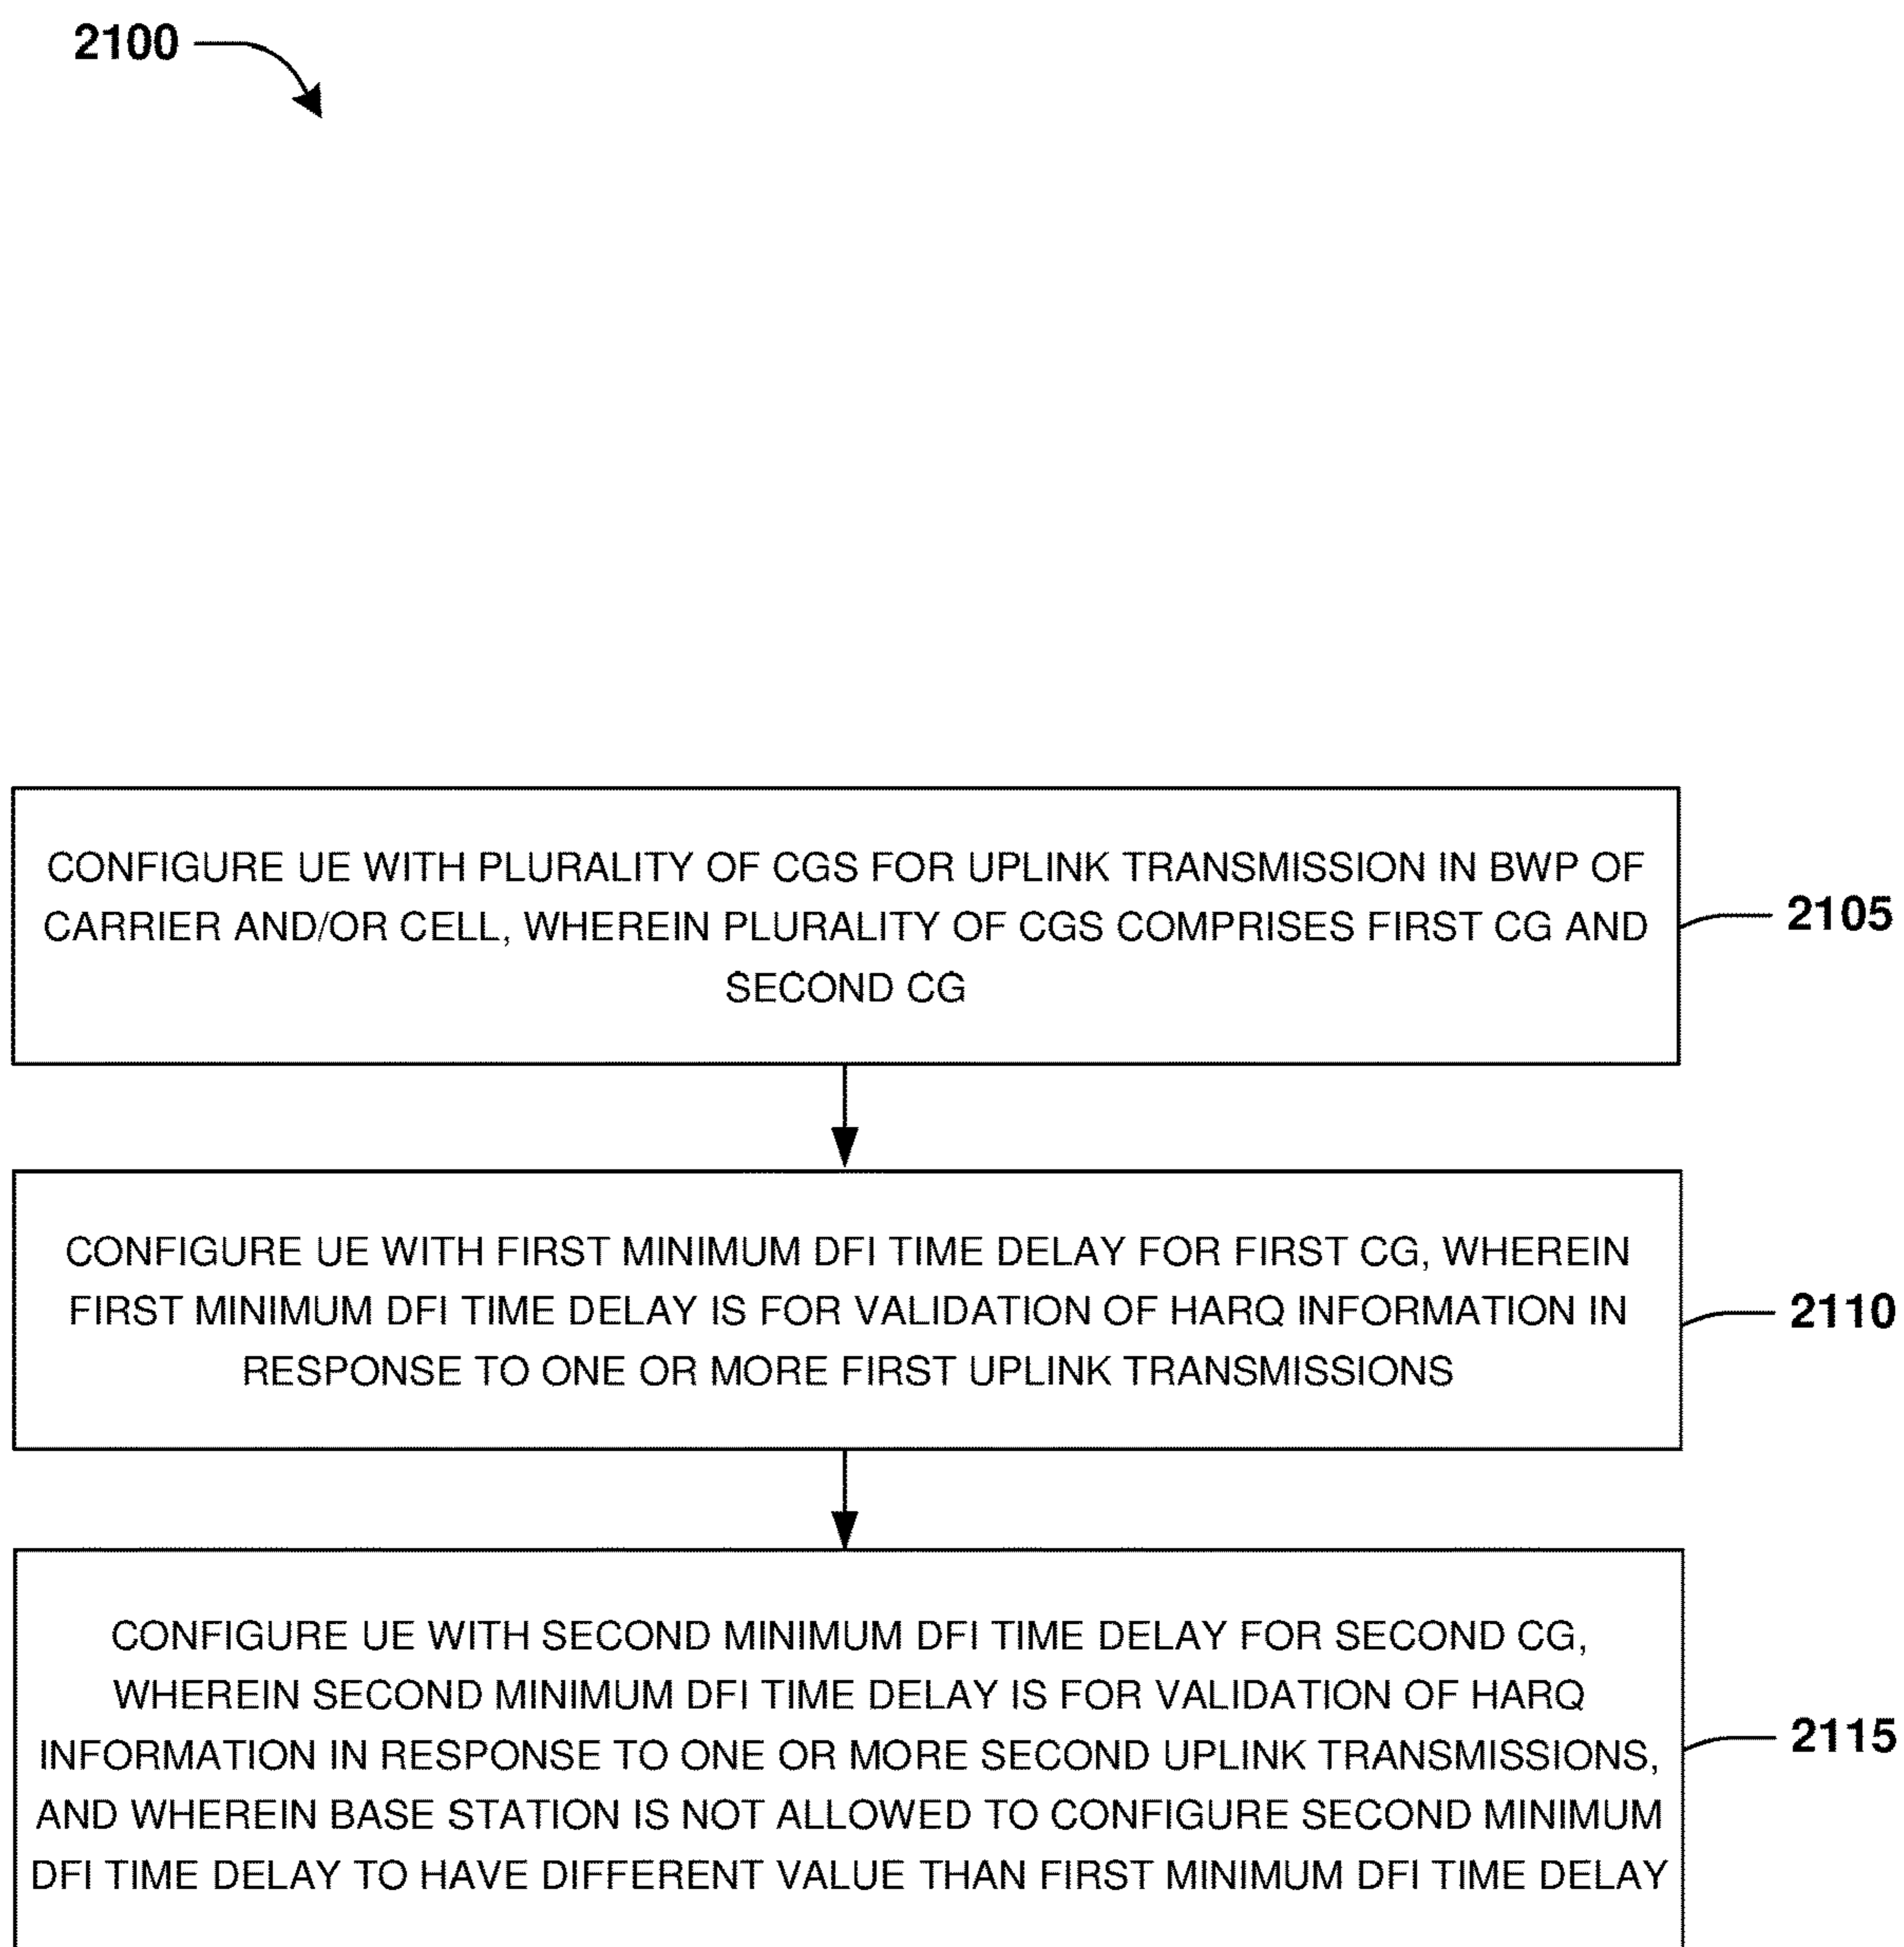 2100
CONFIGURE UE WITH PLURALITY OF CGS FOR UPLINK TRANSMISSION IN BWP OF
CARRIER AND/OR CELL, WHEREIN PLURALITY OF CGS COMPRISES FIRST CG AND
SECOND CG
2105
CONFIGURE UE WITH FIRST MINIMUM DFI TIME DELAY FOR FIRST CG, WHEREIN
FIRST MINIMUM DFI TIME DELAY IS FOR VALIDATION OF HARQ INFORMATION IN
RESPONSE TO ONE OR MORE FIRST UPLINK TRANSMISSIONS
2110
CONFIGURE UE WITH SECOND MINIMUM DFI TIME DELAY FOR SECOND CG,
WHEREIN SECOND MINIMUM DFI TIME DELAY IS FOR VALIDATION OF HARQ
INFORMATION IN RESPONSE TO ONE OR MORE SECOND UPLINK TRANSMISSIONS,
AND WHEREIN BASE STATION IS NOT ALLOWED TO CONFIGURE SECOND MINIMUM
DFI TIME DELAY TO HAVE DIFFERENT VALUE THAN FIRST MINIMUM DFI TIME DELAY
2115